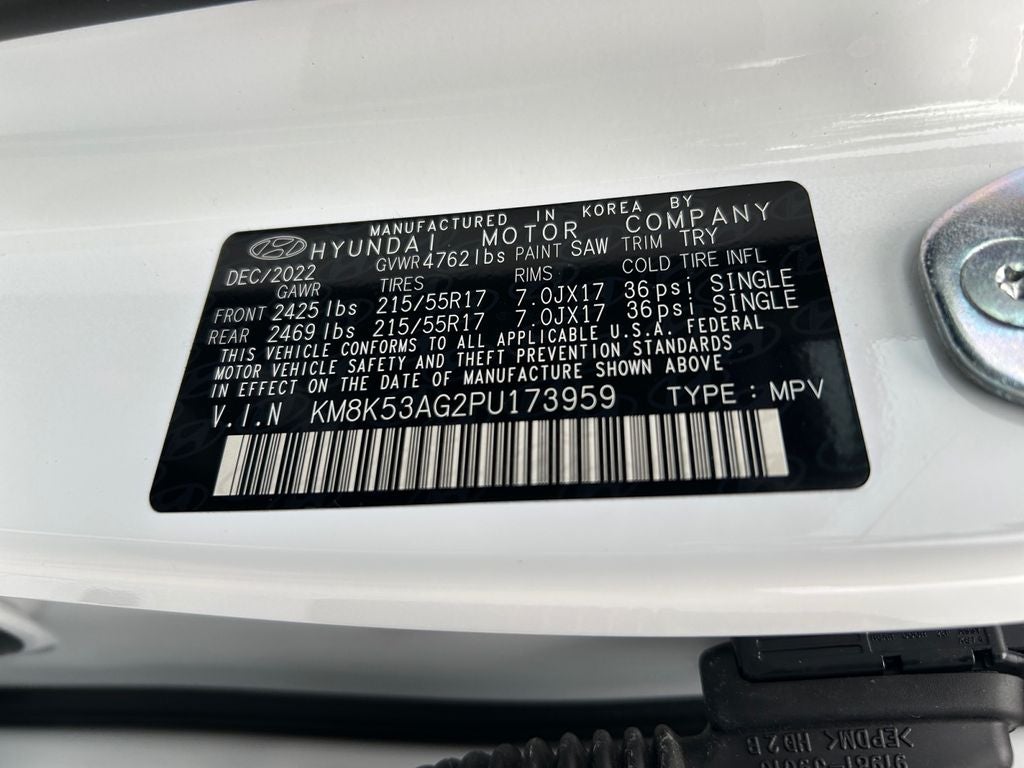 MANUFACTURED IN KOREA BY
HYUNDAI MOTOR COMPANY
DEC/2022 GVWR 4762 lbs PAINT SAW TRIM TRY
GAWR TIRES RIMS: COLD TIRE INFL
FRONT 2425 lbs 215/55R17 7.0JX17 36 psi SINGLE
REAR 2469 lbs 215/55R17 7.0JX17 36 psi SINGLE
THIS VEHICLE CONFORMS TO ALL APPLICABLE U.S.A. FEDERAL
MOTOR VEHICLE SAFETY AND THEFT PREVENTION STANDARDS
IN EFFECT ON THE DATE OF MANUFACTURE SHOWN ABOVE
V.I.N KM8K53AG2PU173959 TYPE : MPV
>EPDM< HD2B